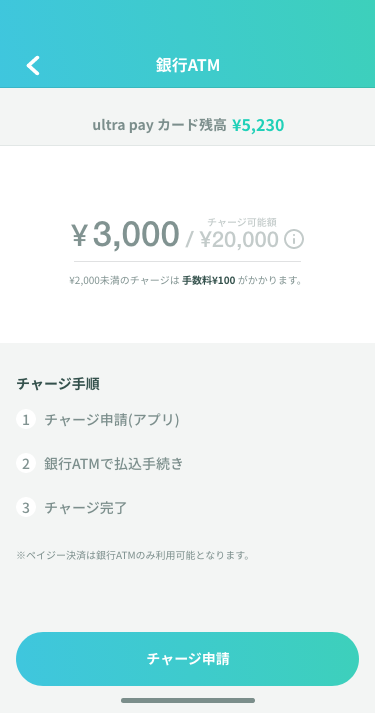 銀行ATM
ultra pay カード残高 ¥5,230
チャージ可能額
¥3,000 / ¥20,000
¥2,000未満のチャージは 手数料¥100 がかかります。
チャージ手順
1 チャージ申請(アプリ)
2 銀行ATMで払込手続き
3 チャージ完了
※ペイジー決済は銀行ATMのみ利用可能となります。
チャージ申請